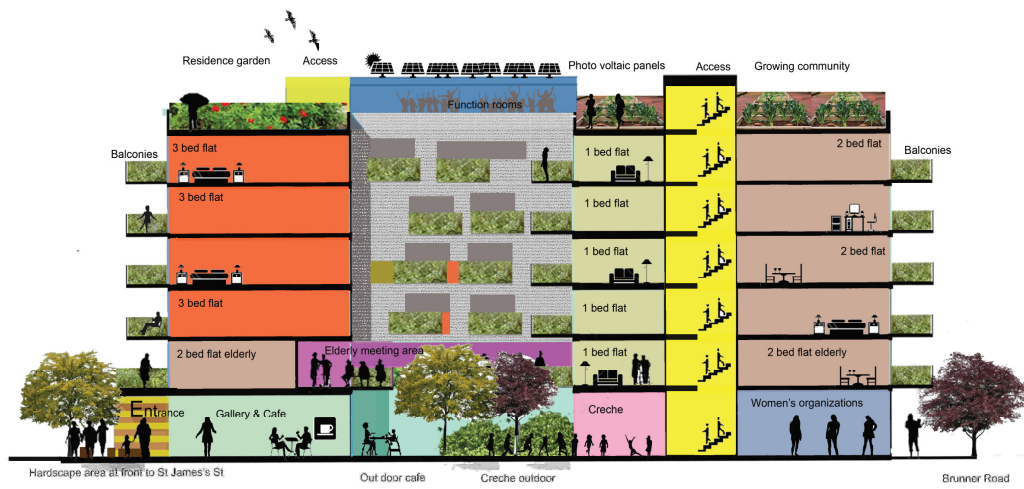 Residence garden
Access
Photo voltaic panels
Access
Growing community
Function rooms
Balconies
3 bed flat
1 bed flat
2 bed flat
Balconies
3 bed flat
1 bed flat
3 bed flat
1 bed flat
2 bed flat
3 bed flat
1 bed flat
2 bed flat elderly
Elderly meeting area
1 bed flat
2 bed flat elderly
Entrance
Gallery & Cafe
Creche
Women's organizations
Hardscape area at front to St James's St
Out door cafe
Creche outdoor
Brunner Road